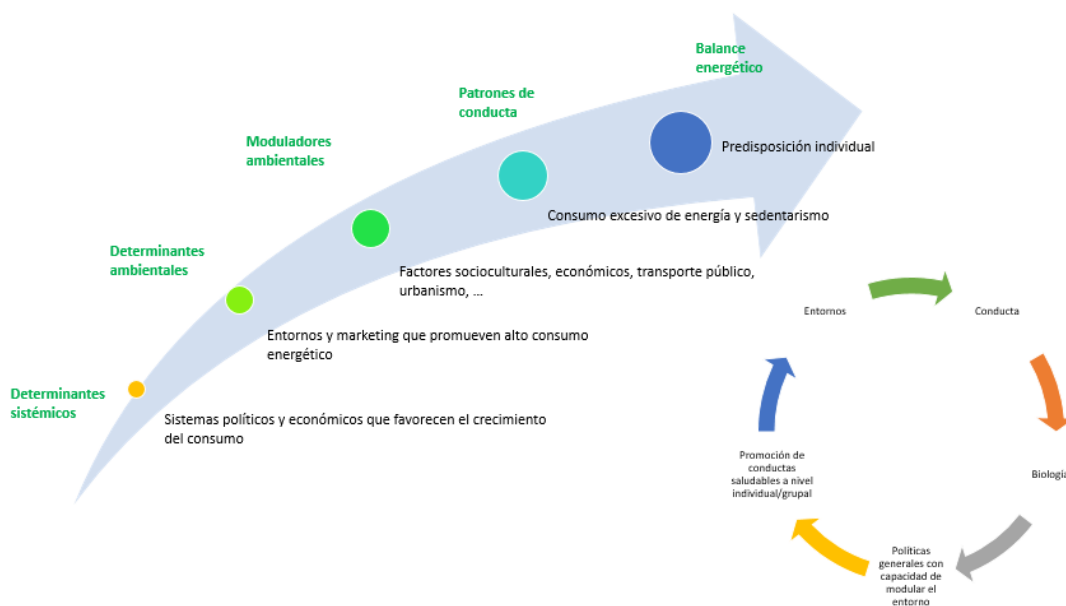 Balance
energético
Patrones de
conducta
Predisposición individual
Moduladores
ambientales
Consumo excesivo de energía y sedentarismo
Determinantes
ambientales
Factores socioculturales, económicos, transporte público,
urbanismo, ...
Entornos y marketing que promueven alto consumo
energético
Determinantes
sistémicos
Sistemas políticos y económicos que favorecen el crecimiento
del consumo
Entornos
Conducta
Biología
Políticas
generales con
capacidad de
modular el
entorno
Promoción de
conductas
saludables a nivel
individual/grupal